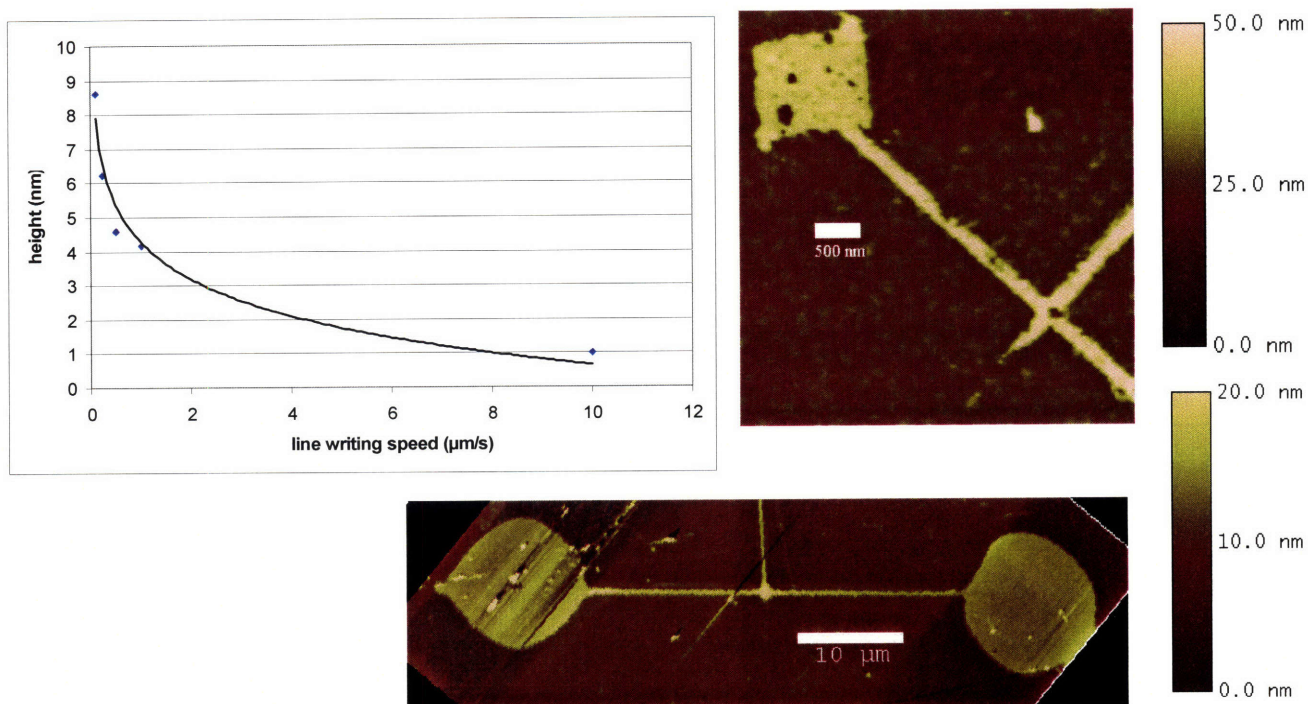 10
9
8
7
6
5
4
3
2
1
0
height (nm)
0 2 4 6 8 10 12
line writing speed (µm/s)
500 nm
50.0 nm
25.0 nm
0.0 nm
10 µm
20.0 nm
10.0 nm
0.0 nm